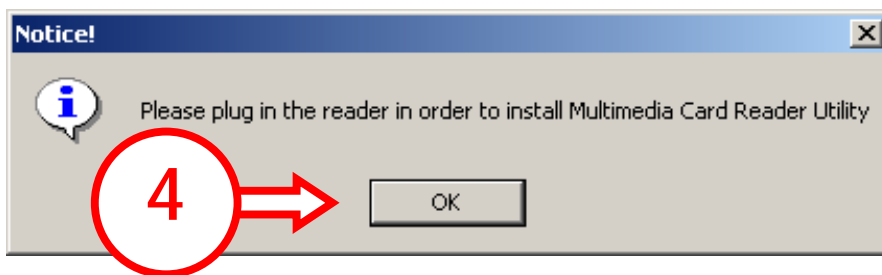 Notice!
Please plug in the reader in order to install Multimedia Card Reader Utility
4
OK